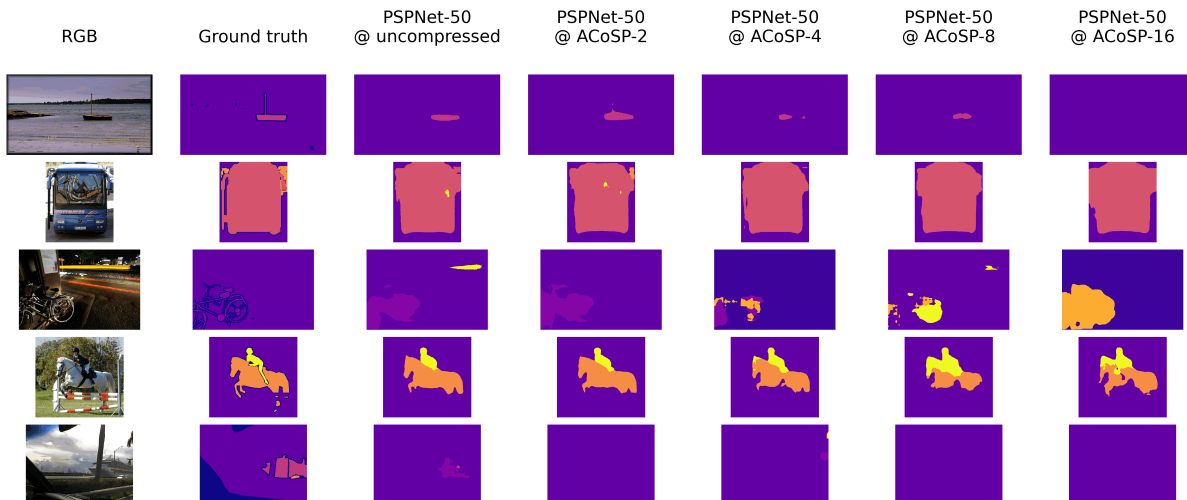 RGB
Ground truth
PSPNet-50
@ uncompressed
PSPNet-50
@ ACoSP-2
PSPNet-50
@ ACoSP-4
PSPNet-50
@ ACoSP-8
PSPNet-50
@ ACoSP-16